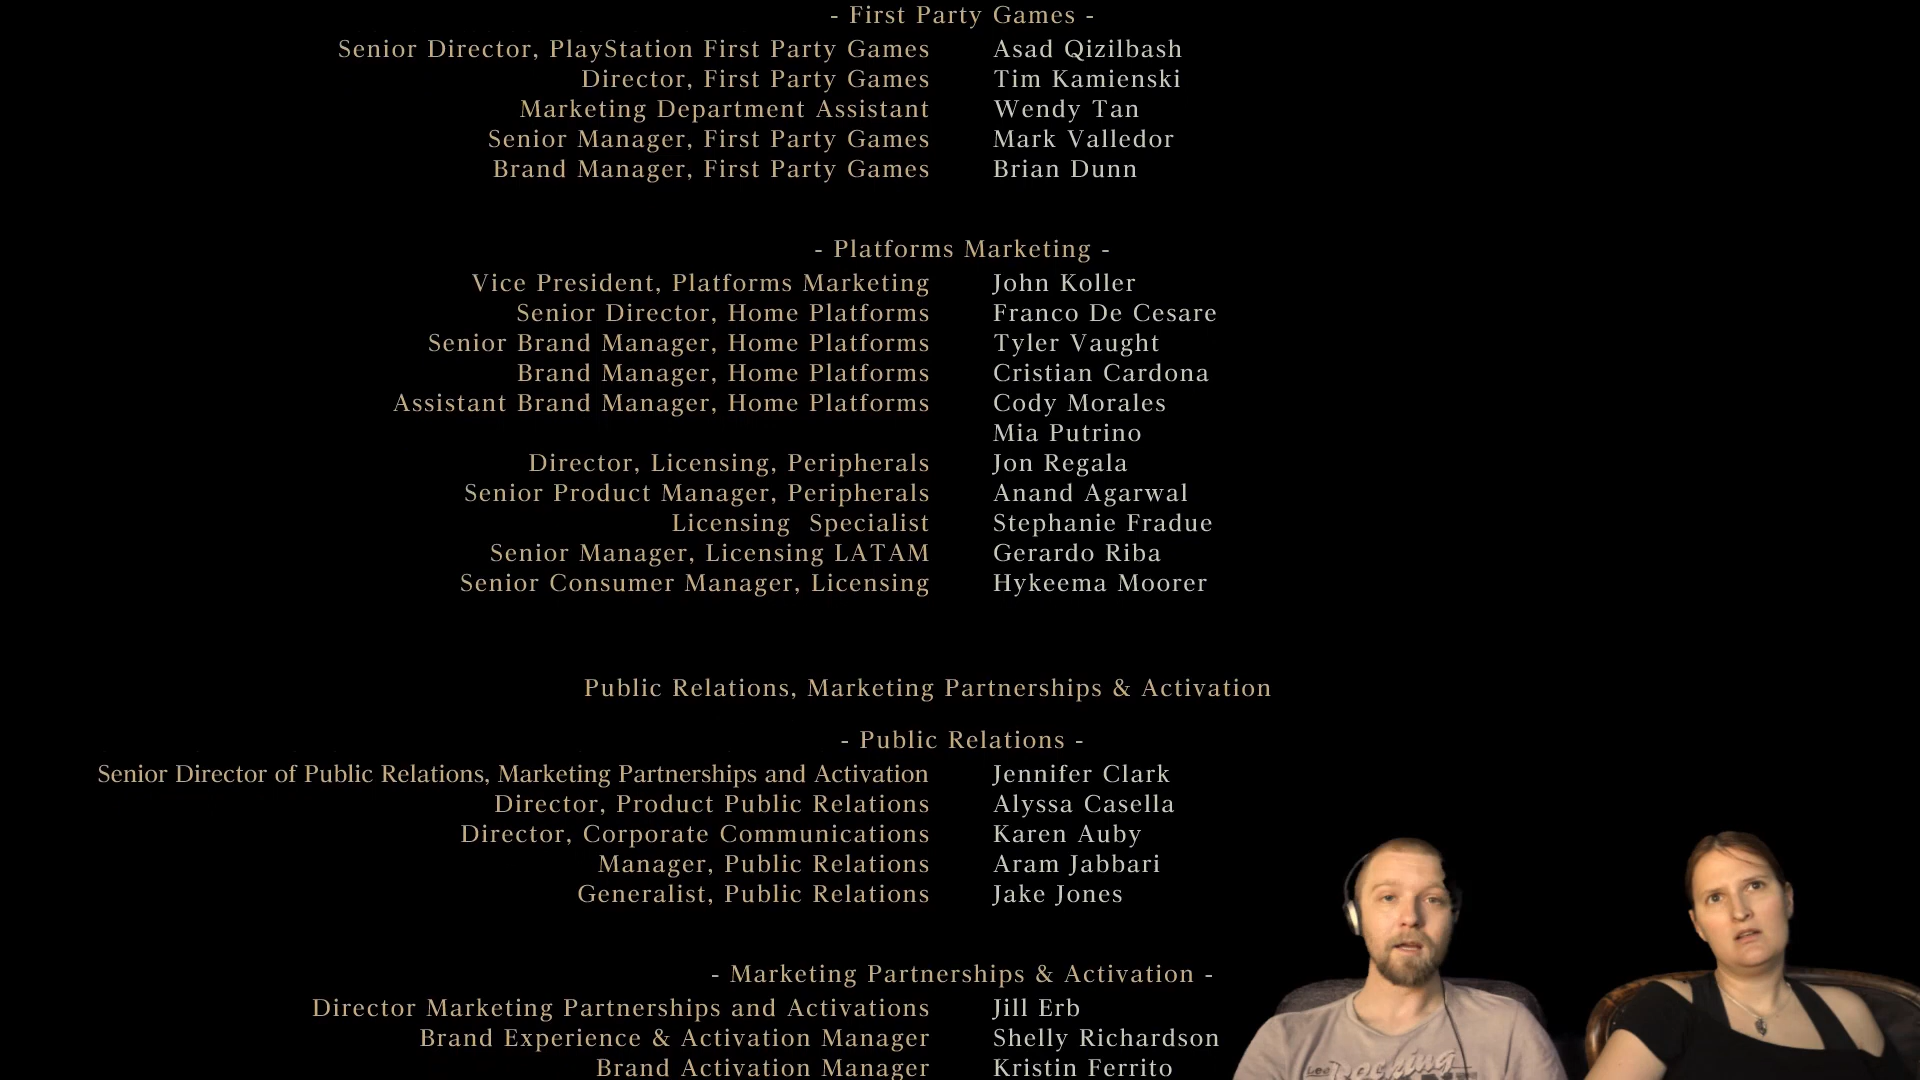 - First Party Games -
Senior Director, PlayStation First Party Games Asad Qizilbash
Director, First Party Games Tim Kamienski
Marketing Department Assistant Wendy Tan
Senior Manager, First Party Games Mark Valledor
Brand Manager, First Party Games Brian Dunn
- Platforms Marketing -
Vice President, Platforms Marketing John Koller
Senior Director, Home Platforms Franco De Cesare
Senior Brand Manager, Home Platforms Tyler Vaught
Brand Manager, Home Platforms Cristian Cardona
Assistant Brand Manager, Home Platforms Cody Morales
Mia Putrino
Director, Licensing, Peripherals Jon Regala
Senior Product Manager, Peripherals Anand Agarwal
Licensing Specialist Stephanie Fradue
Senior Manager, Licensing LATAM Gerardo Riba
Senior Consumer Manager, Licensing Hykeema Moorer
Public Relations, Marketing Partnerships & Activation
- Public Relations -
Senior Director of Public Relations, Marketing Partnerships and Activation Jennifer Clark
Director, Product Public Relations Alyssa Casella
Director, Corporate Communications Karen Auby
Manager, Public Relations Aram Jabbari
Generalist, Public Relations Jake Jones
- Marketing Partnerships & Activation -
Director Marketing Partnerships and Activations Jill Erb
Brand Experience & Activation Manager Shelly Richardson
Brand Activation Manager Kristin Ferrito
Lee